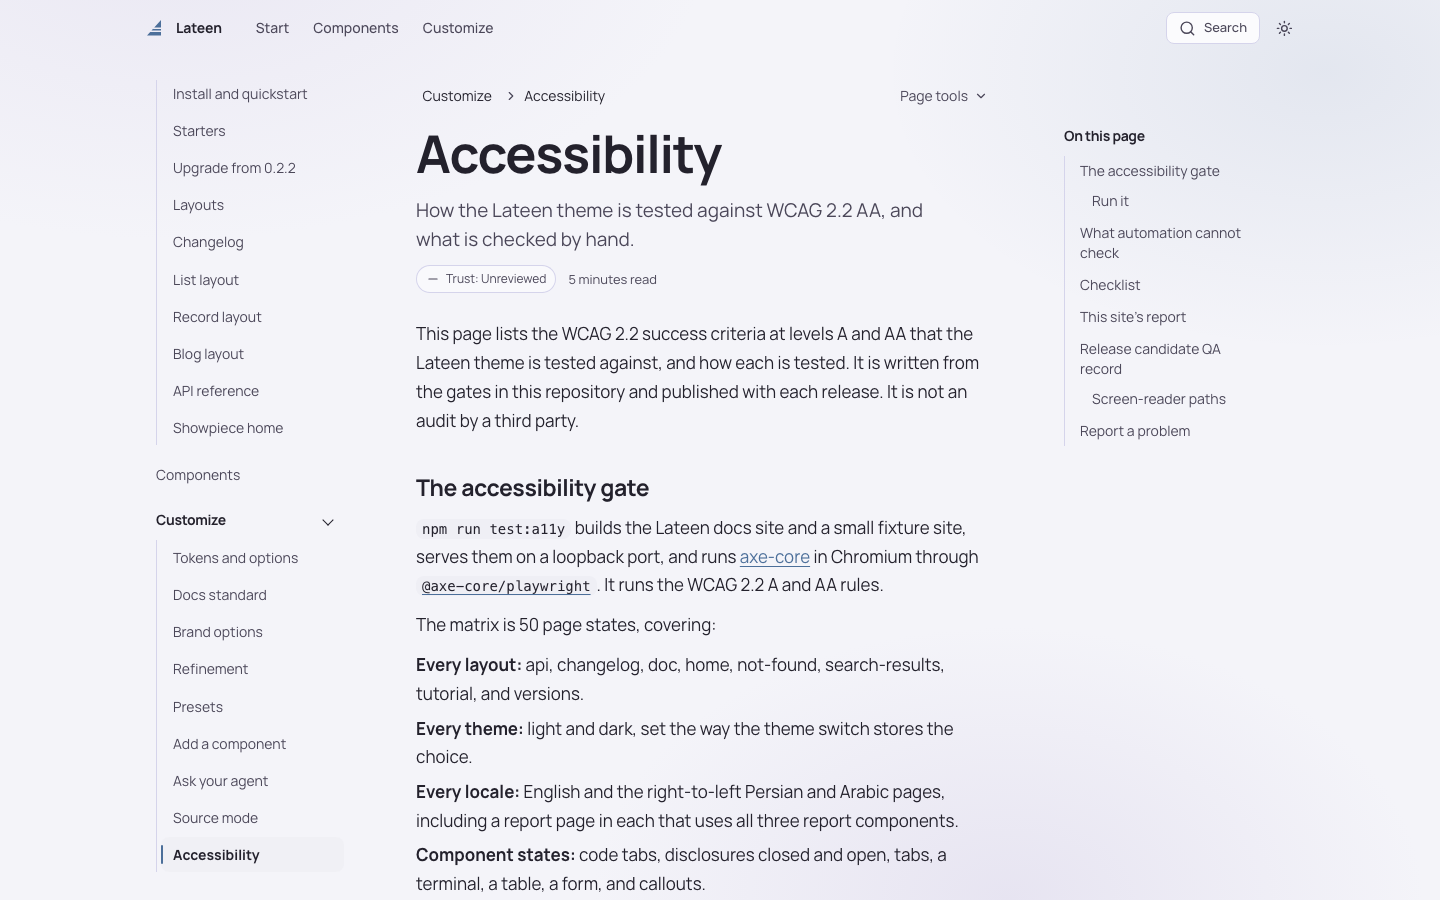 Lateen
Start
Components
Customize
Search
Install and quickstart
Starters
Upgrade from 0.2.2
Layouts
Changelog
List layout
Record layout
Blog layout
API reference
Showpiece home
Components
Customize
Tokens and options
Docs standard
Brand options
Refinement
Presets
Add a component
Ask your agent
Source mode
Accessibility
Customize > Accessibility
Page tools
Accessibility
How the Lateen theme is tested against WCAG 2.2 AA, and
what is checked by hand.
Trust: Unreviewed
5 minutes read
This page lists the WCAG 2.2 success criteria at levels A and AA that the
Lateen theme is tested against, and how each is tested. It is written from
the gates in this repository and published with each release. It is not an
audit by a third party.
The accessibility gate
npm run test:a11y builds the Lateen docs site and a small fixture site,
serves them on a loopback port, and runs axe-core in Chromium through
@axe-core/playwright . It runs the WCAG 2.2 A and AA rules.
The matrix is 50 page states, covering:
Every layout: api, changelog, doc, home, not-found, search-results,
tutorial, and versions.
Every theme: light and dark, set the way the theme switch stores the
choice.
Every locale: English and the right-to-left Persian and Arabic pages,
including a report page in each that uses all three report components.
Component states: code tabs, disclosures closed and open, tabs, a
terminal, a table, a form, and callouts.
On this page
The accessibility gate
Run it
What automation cannot
check
Checklist
This site's report
Release candidate QA
record
Screen-reader paths
Report a problem